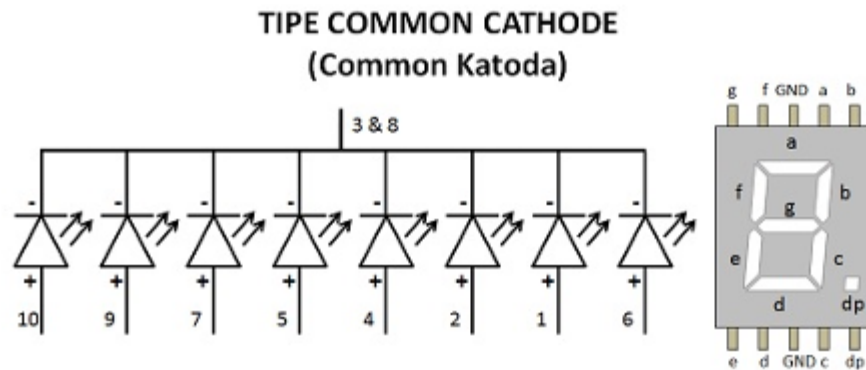 TIPE COMMON CATHODE
(Common Katoda)
3 & 8
- - - - - - - -
+ + + + + + + +
10 9 7 5 4 2 1 6
g f GND a b
a
f b
g
e c
d dp
e d GND c dp